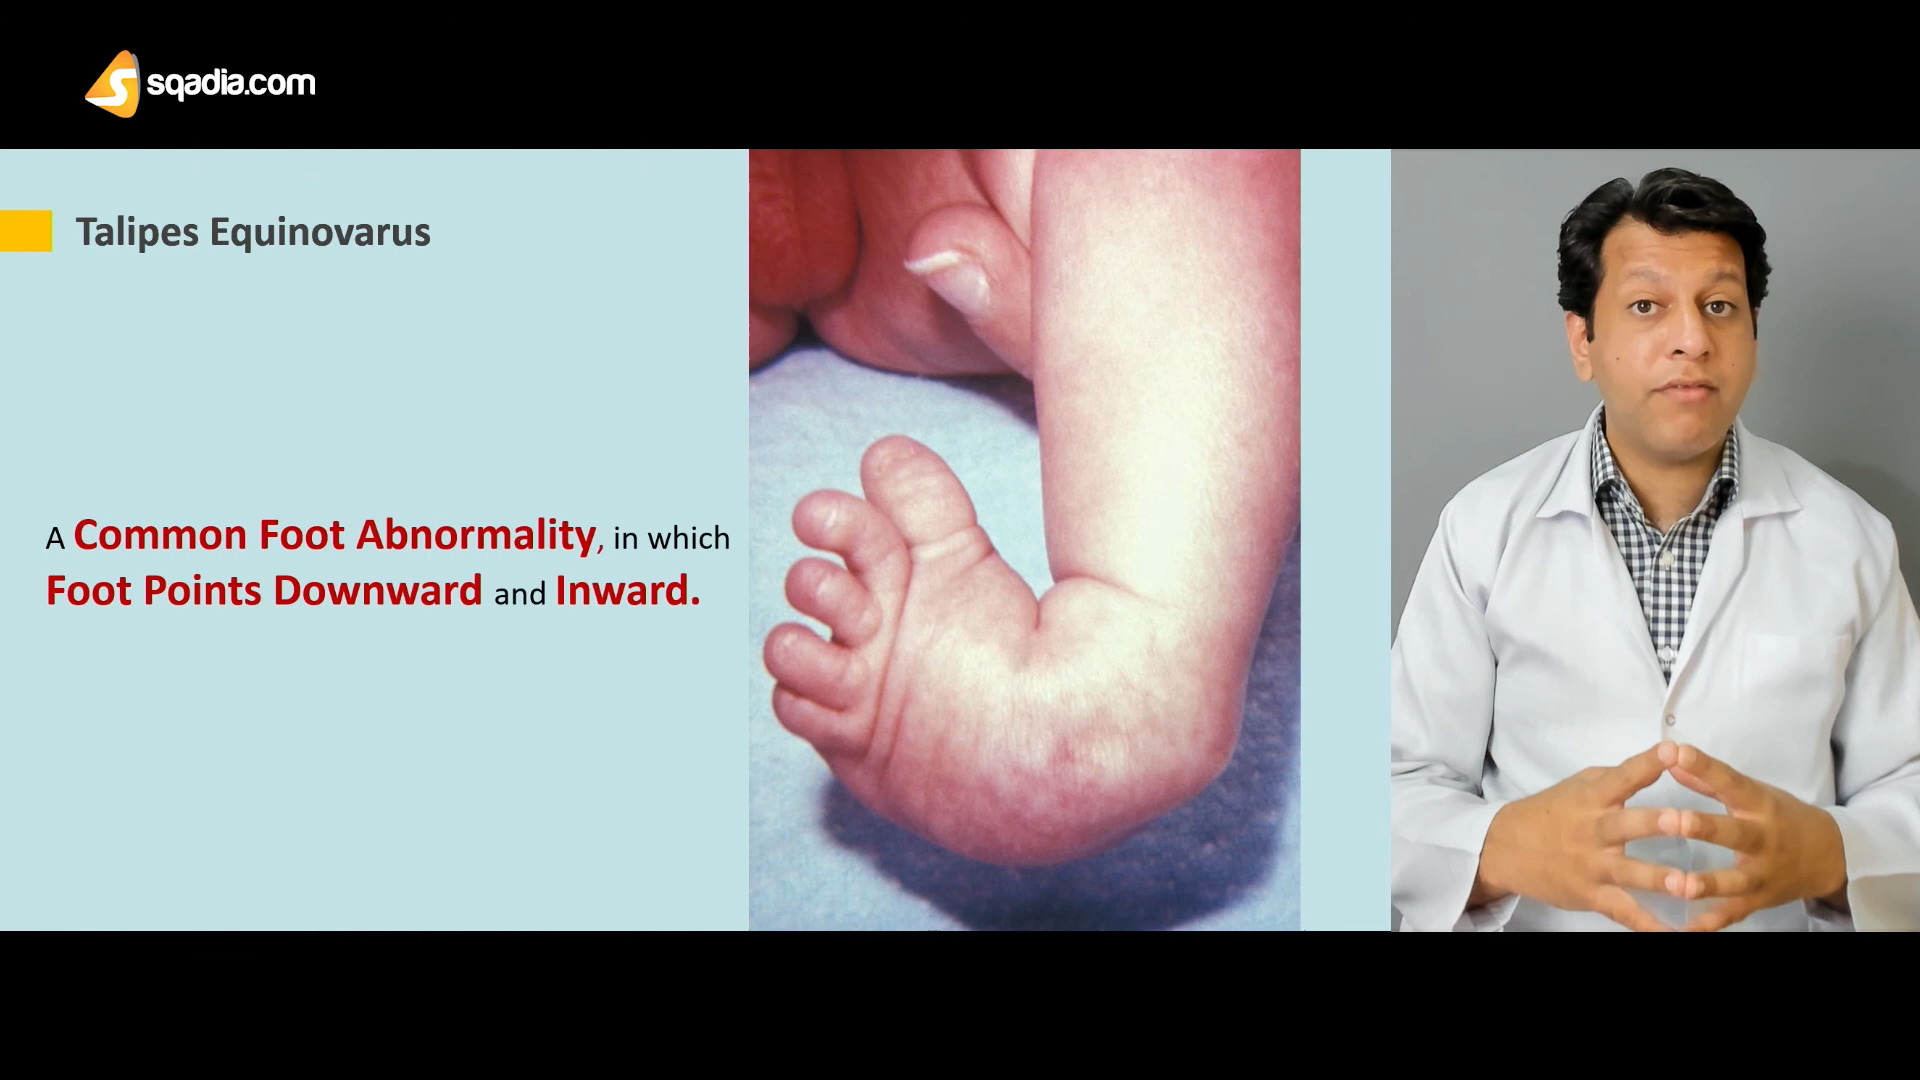 sqadia.com
Talipes Equinovarus
A Common Foot Abnormality, in which
Foot Points Downward and Inward.